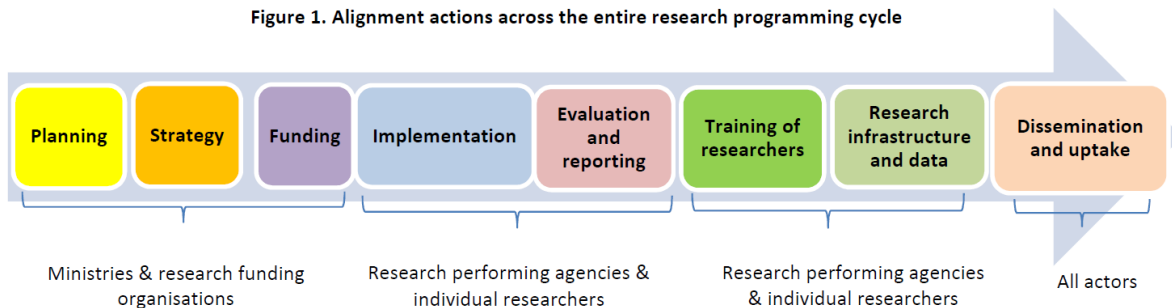 Figure 1. Alignment actions across the entire research programming cycle
Planning
Strategy
Funding
Implementation
Evaluation
and
reporting
Training of
researchers
Research
infrastructure
and data
Dissemination
and uptake
Ministries & research funding
organisations
Research performing agencies &
individual researchers
Research performing agencies
& individual researchers
All actors